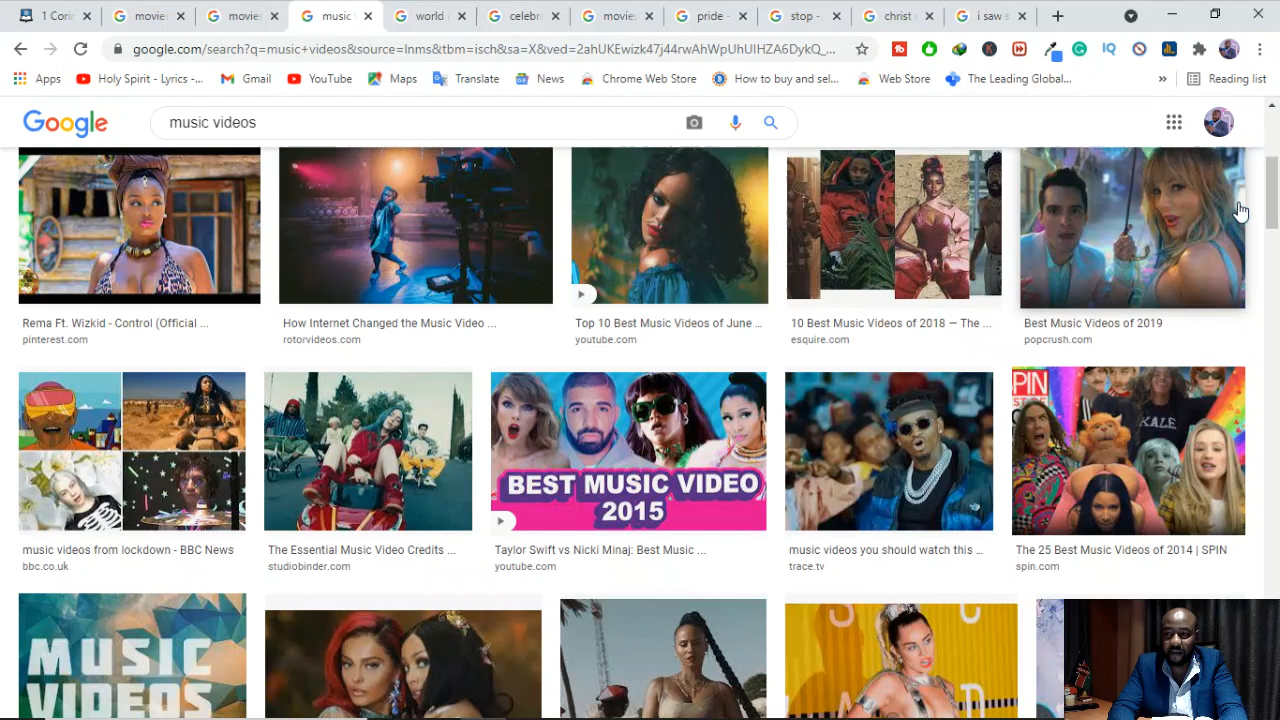 1 Corin
movie:
movie:
music
world
celebr
movie:
pride -
stop -
christ
i saw s
google.com/search?q=music+videos&source=lnms&tbm=isch&sa=X&ved=2ahUKEwizk47j44rwAhWpUhUIHZA6DykQ_...
Apps
Holy Spirit - Lyrics -...
Gmail
YouTube
Maps
Translate
News
Chrome Web Store
How to buy and sel...
Web Store
The Leading Global...
»
Reading list
Google
music videos
Rema Ft. Wizkid - Control (Official ...
pinterest.com
How Internet Changed the Music Video ...
rotorvideos.com
Top 10 Best Music Videos of June ...
youtube.com
10 Best Music Videos of 2018 — The ...
esquire.com
Best Music Videos of 2019
popcrush.com
BEST MUSIC VIDEO
2015
SPIN
KALE
music videos from lockdown - BBC News
bbc.co.uk
The Essential Music Video Credits ...
studiobinder.com
Taylor Swift vs Nicki Minaj: Best Music ...
youtube.com
music videos you should watch this ...
trace.tv
The 25 Best Music Videos of 2014 | SPIN
spin.com
MUSIC
VIDEOS